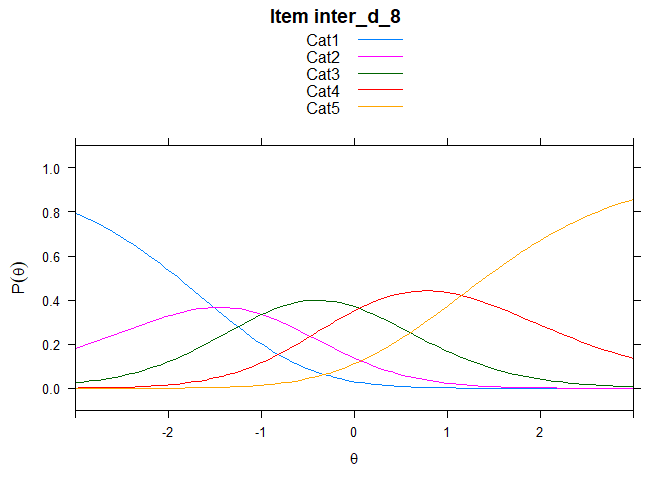 Item inter_d_8
Cat1
Cat2
Cat3
Cat4
Cat5
P(θ)
1.0
0.8
0.6
0.4
0.2
0.0
-2 -1 0 1 2
θ